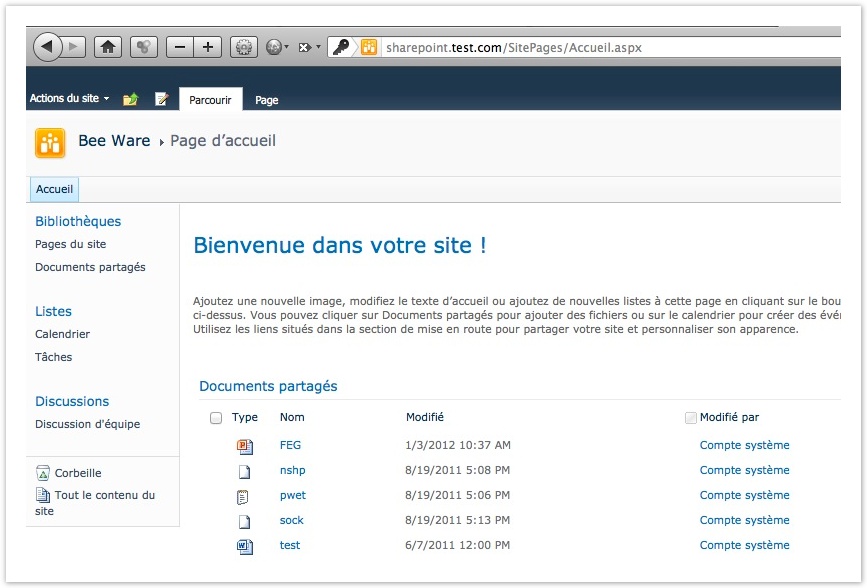 sharepoint.test.com/SitePages/Accueil.aspx
Actions du site
Parcourir
Page
Bee Ware
Page d’accueil
Accueil
Bibliothèques
Pages du site
Documents partagés
Listes
Calendrier
Tâches
Discussions
Discussion d'équipe
Corbeille
Tout le contenu du
site
Bienvenue dans votre site !
Ajoutez une nouvelle image, modifiez le texte d’accueil ou ajoutez de nouvelles listes à cette page en cliquant sur le bou
ci-dessus. Vous pouvez cliquer sur Documents partagés pour ajouter des fichiers ou sur le calendrier pour créer des évé
Utilisez les liens situés dans la section de mise en route pour partager votre site et personnaliser son apparence.
Documents partagés
Type Nom Modifié Modifié par
FEG 1/3/2012 10:37 AM Compte système
nshp 8/19/2011 5:08 PM Compte système
pwet 8/19/2011 5:06 PM Compte système
sock 8/19/2011 5:13 PM Compte système
test 6/7/2011 12:00 PM Compte système